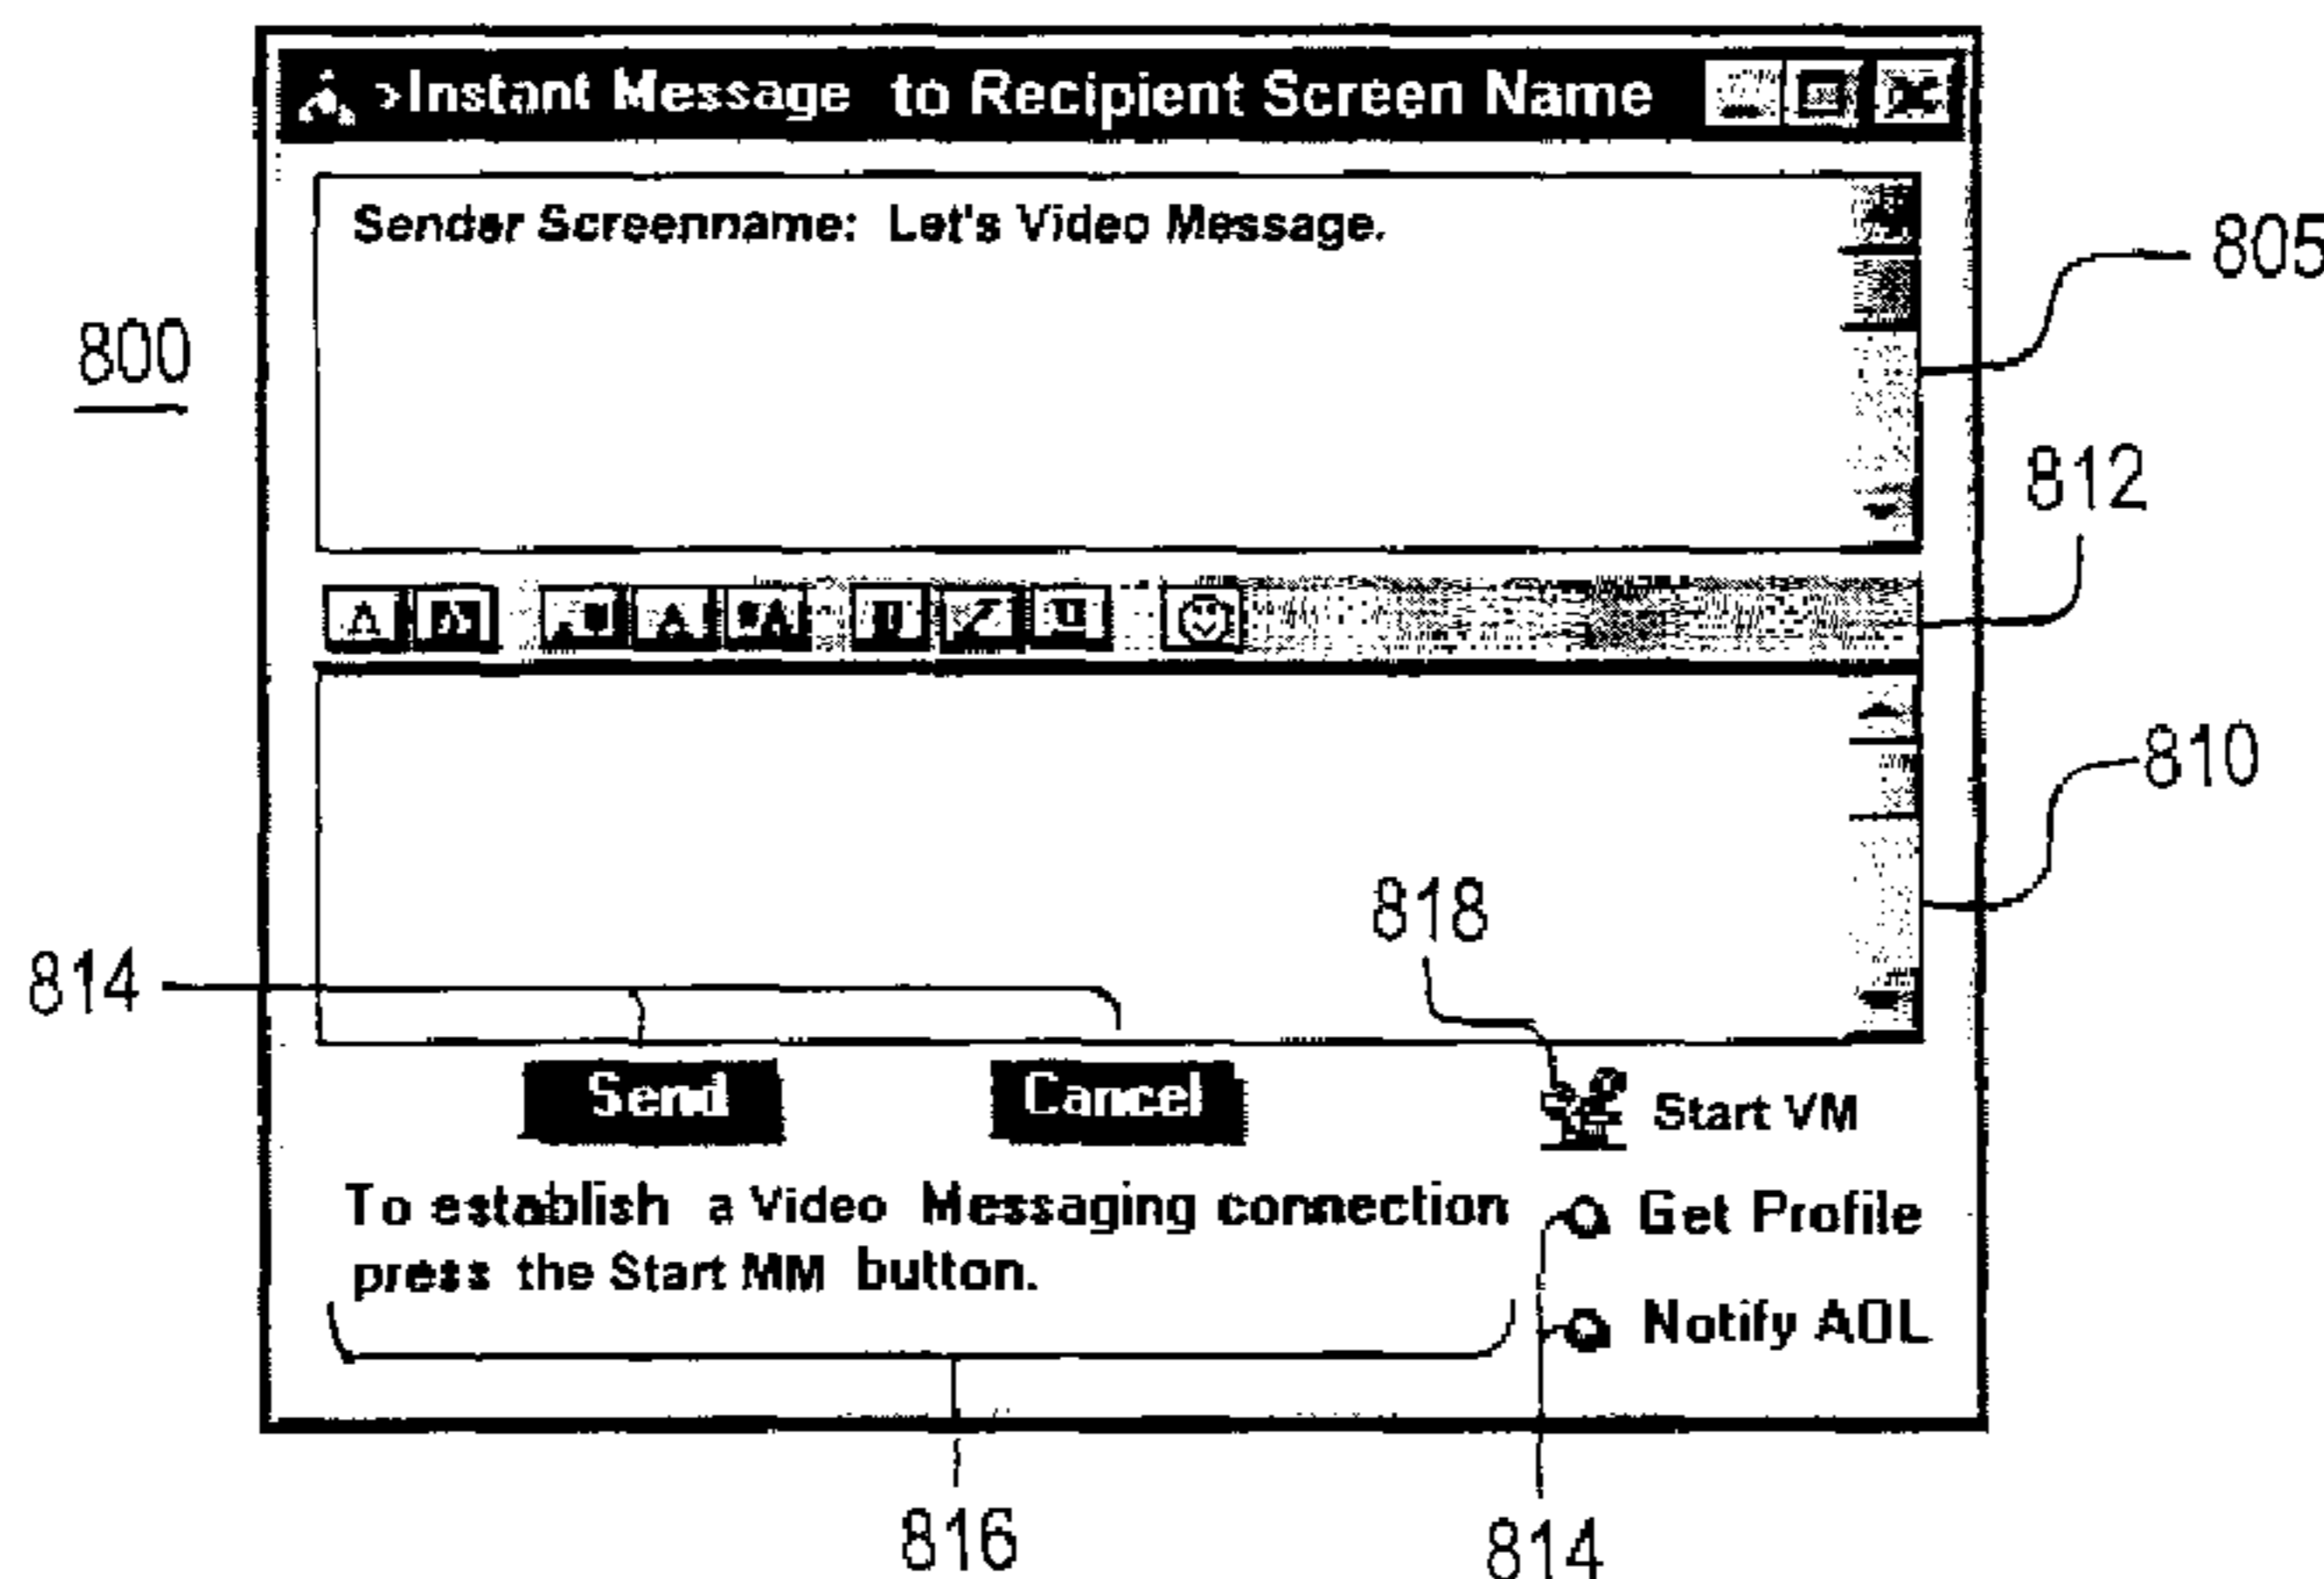 >Instant Message to Recipient Screen Name
Sender Screenname: Let's Video Message.
805
800
812
810
818
814
Send Cancel Start VM
To establish a Video Messaging connection
press the Start MM button.
Get Profile
Notify AOL
816 814